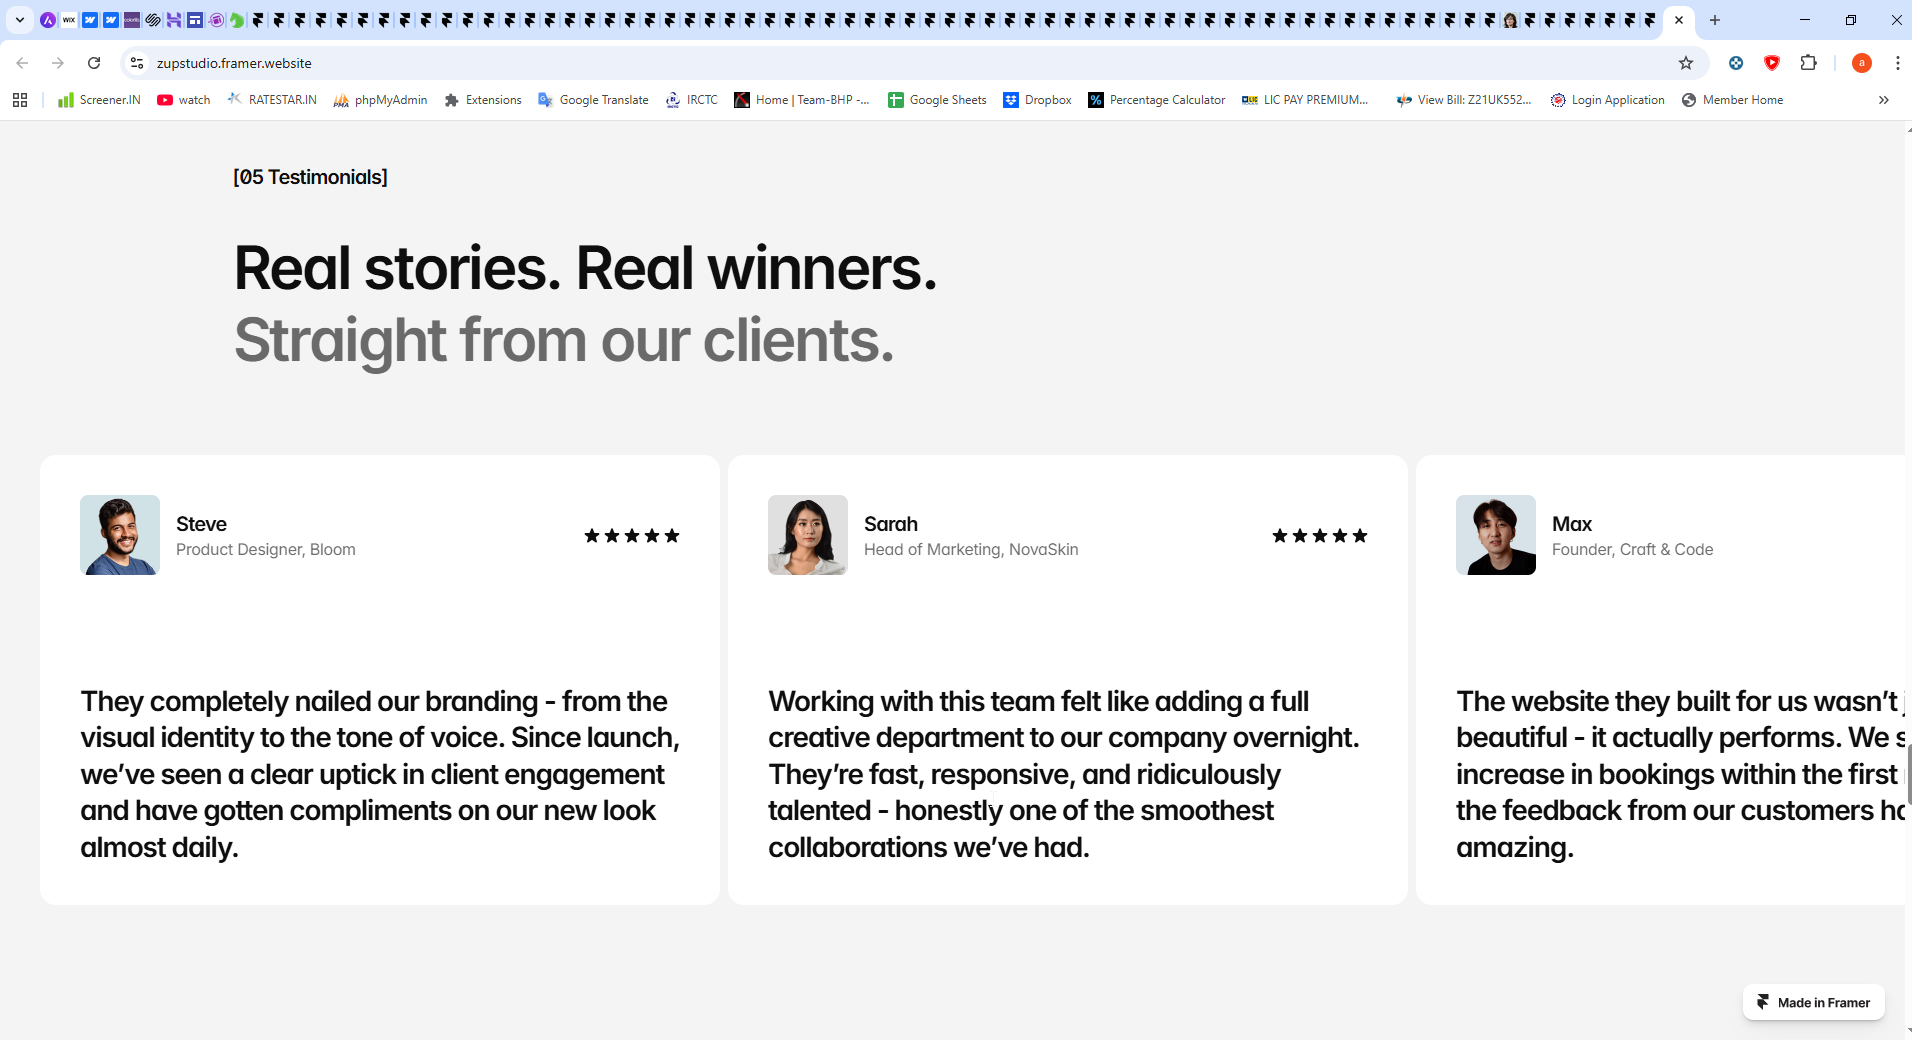 zupstudio.framer.website
a
Screener.IN
watch
RATESTAR.IN
phpMyAdmin
Extensions
Google Translate
IRCTC
Home | Team-BHP -...
Google Sheets
Dropbox
Percentage Calculator
LIC PAY PREMIUM...
View Bill: Z21UK552...
Login Application
Member Home
[05 Testimonials]
Real stories. Real winners.
Straight from our clients.
Steve
Product Designer, Bloom
They completely nailed our branding - from the
visual identity to the tone of voice. Since launch,
we’ve seen a clear uptick in client engagement
and have gotten compliments on our new look
almost daily.
Sarah
Head of Marketing, NovaSkin
Working with this team felt like adding a full
creative department to our company overnight.
They’re fast, responsive, and ridiculously
talented - honestly one of the smoothest
collaborations we’ve had.
Max
Founder, Craft & Code
The website they built for us wasn’t
beautiful - it actually performs. We
increase in bookings within the first
the feedback from our customers
amazing.
Made in Framer